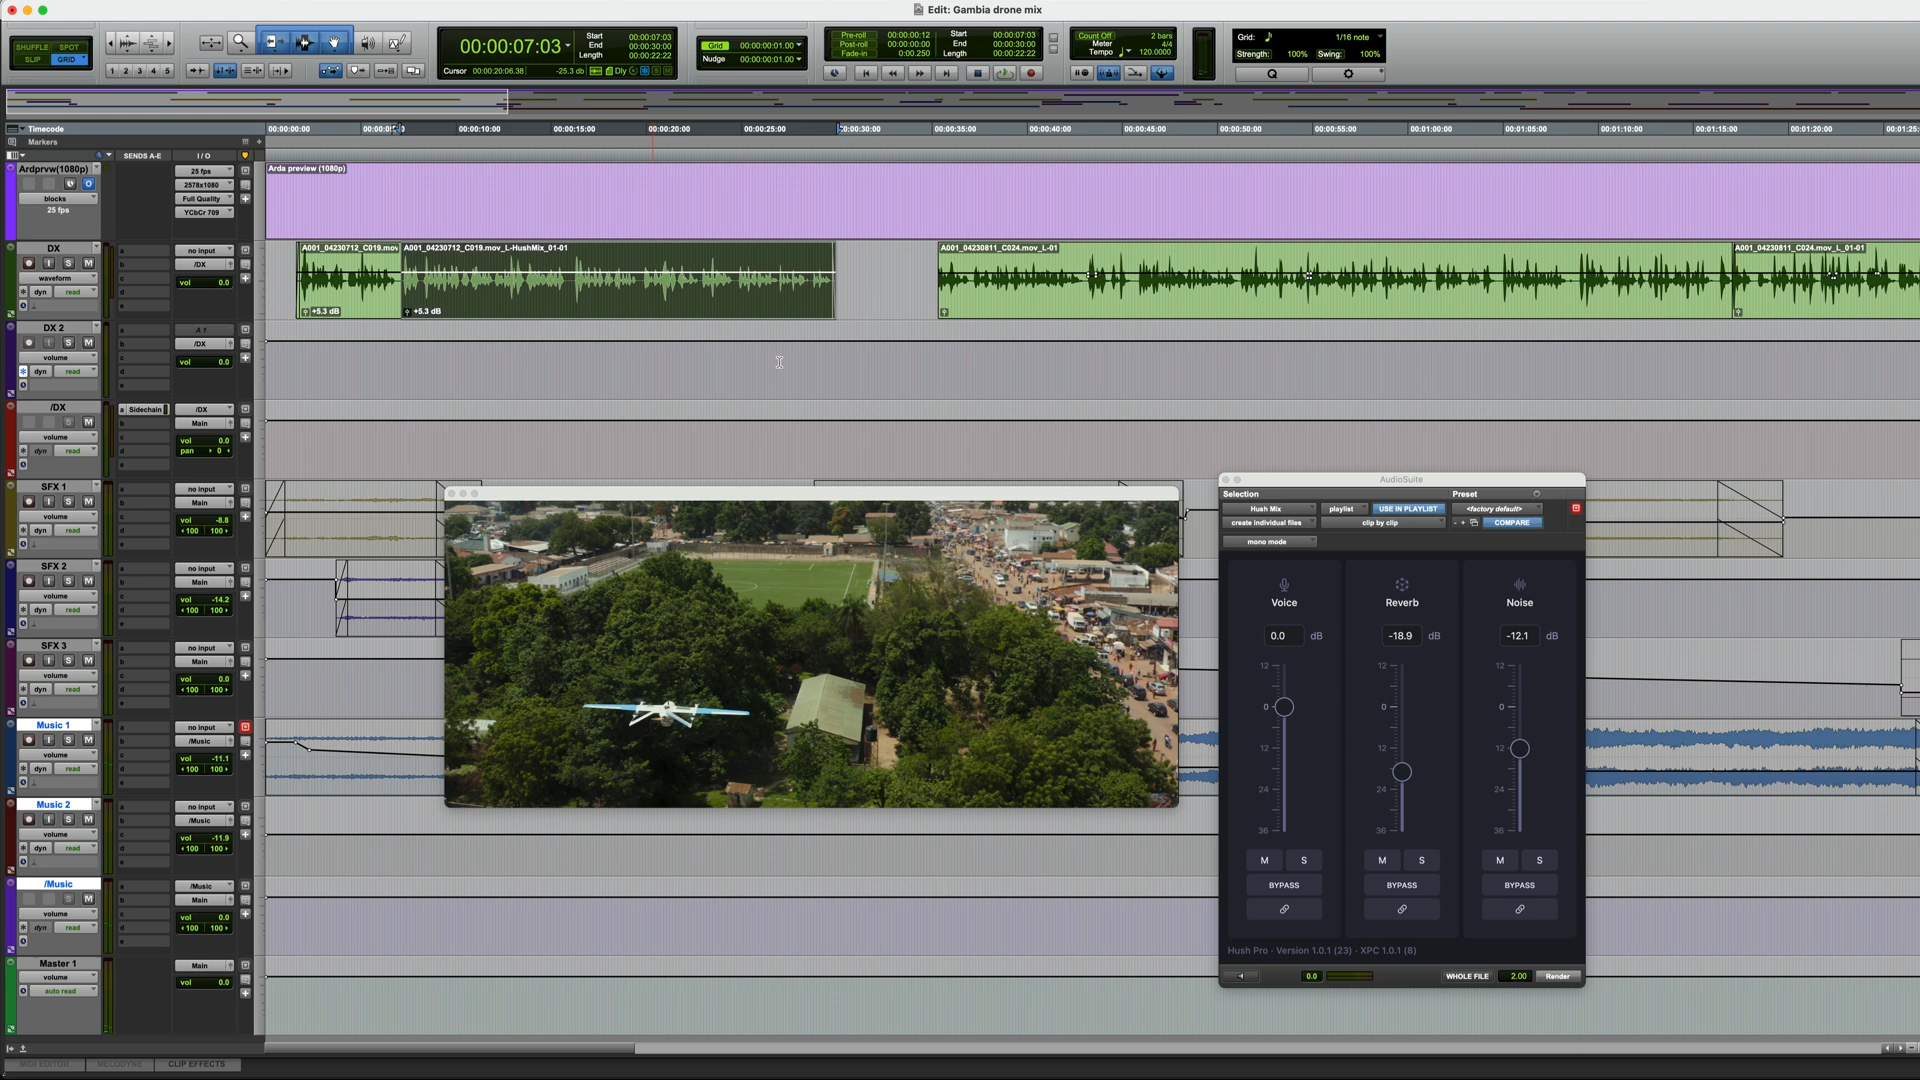 Edit: Gambia drone mix
SHUFFLE SPOT
SLIP GRID
1 2 3 4 5
00:00:07:03
Start 00:00:07:03
End 00:00:30:00
Length 00:00:22:22
Cursor 00:00:20:06.38 -25.3 db Dly
Grid 00:00:00:01.00
Nudge 00:00:00:01.00
Pre-roll 00:00:00:12
Post-roll 00:00:00:00
Fade-in 0:00.250
Start 00:00:07:03
End 00:00:30:00
Length 00:00:22:22
Count Off 2 bars
Meter 4/4
Tempo 120.0000
Grid: 1/16 note
Strength: 100% Swing: 100%
Q
Timecode
00:00:00:00 00:00:10:00 00:00:15:00 00:00:20:00 00:00:25:00 0:00:30:00 00:00:35:00 00:00:40:00 00:00:45:00 00:00:50:00 00:00:55:00 00:01:00:00 00:01:05:00 00:01:10:00 00:01:15:00 00:01:20:00 00:01:25:
Markers
SENDS A-E I / O
Ardprvw(1080p)
blocks
25 fps
25 fps
2578x1080
Full Quality
YCbCr 709
Arda preview (1080p)
DX
I S M
waveform
dyn read
a
b
c
d
e
no input
/DX
vol 0.0
A001_04230712_C019.mov
+5.3 dB
A001_04230712_C019.mov_L-HushMix_01-01
+5.3 dB
A001_04230811_C024.mov_L-01
A001_04230811_C024.mov_L_01-01
DX 2
I S M
volume
dyn read
a
b
c
d
e
A 1
/DX
vol 0.0
/DX
S M
volume
dyn read
a Sidechain
b
c
d
e
/DX
Main
vol 0.0
pan 0
SFX 1
I S M
volume
dyn read
a
b
c
d
e
no input
Main
vol -8.8
100 100
SFX 2
I S M
volume
dyn read
a
b
c
d
e
no input
Main
vol -14.2
100 100
SFX 3
I S M
volume
dyn read
a
b
c
d
e
no input
Main
vol 0.0
100 100
Music 1
I S M
volume
dyn read
a
b
c
d
e
no input
/Music
vol -11.1
100 100
Music 2
I S M
volume
dyn read
a
b
c
d
e
no input
/Music
vol -11.9
100 100
/Music
S M
volume
dyn read
a
b
c
d
e
/Music
Main
vol 0.0
100 100
Master 1
volume
auto read
Main
vol 0.0
AudioSuite
Selection Preset
Hush Mix playlist USE IN PLAYLIST <factory default>
create individual files clip by clip - + COMPARE
mono mode
Voice Reverb Noise
0.0 dB -18.9 dB -12.1 dB
12 12 12
0 0 0
12 12 12
24 24 24
36 36 36
M S M S M S
BYPASS BYPASS BYPASS
Hush Pro - Version 1.0.1 (23) - XPC 1.0.1 (8)
0.0 WHOLE FILE 2.00 Render
MIDI EDITOR MELODYNE CLIP EFFECTS